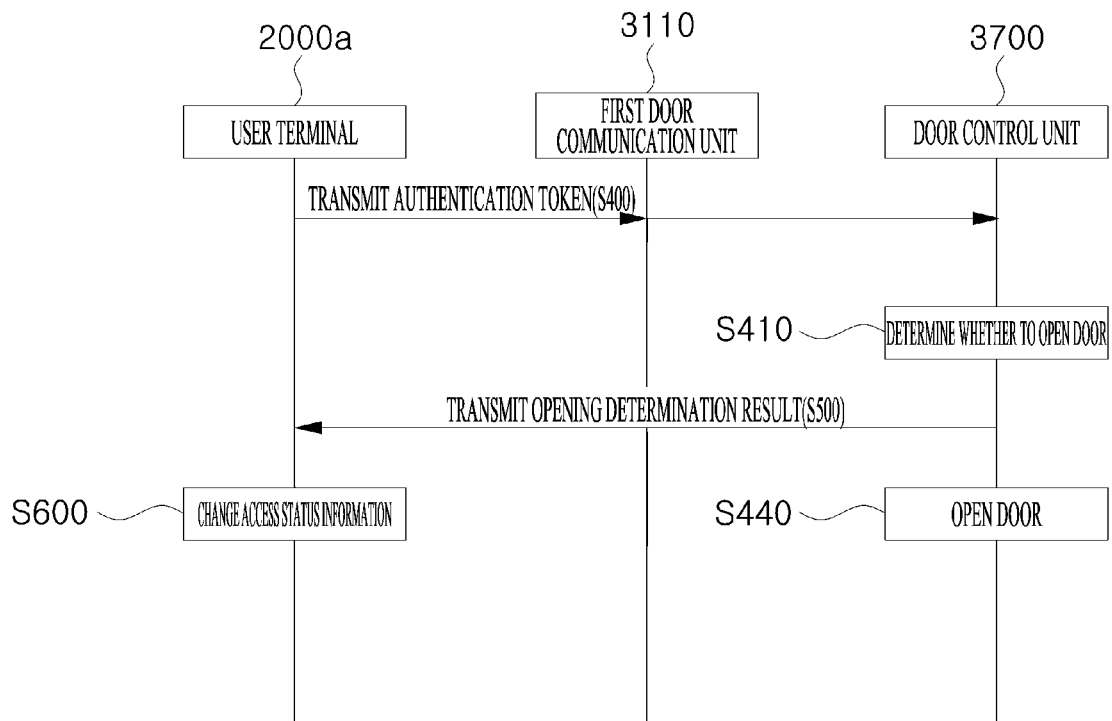 2000a
3110
3700
USER TERMINAL
FIRST DOOR
COMMUNICATION UNIT
DOOR CONTROL UNIT
TRANSMIT AUTHENTICATION TOKEN(S400)
S410
DETERMINE WHETHER TO OPEN DOOR
TRANSMIT OPENING DETERMINATION RESULT(S500)
S600
CHANGE ACCESS STATUS INFORMATION
S440
OPEN DOOR